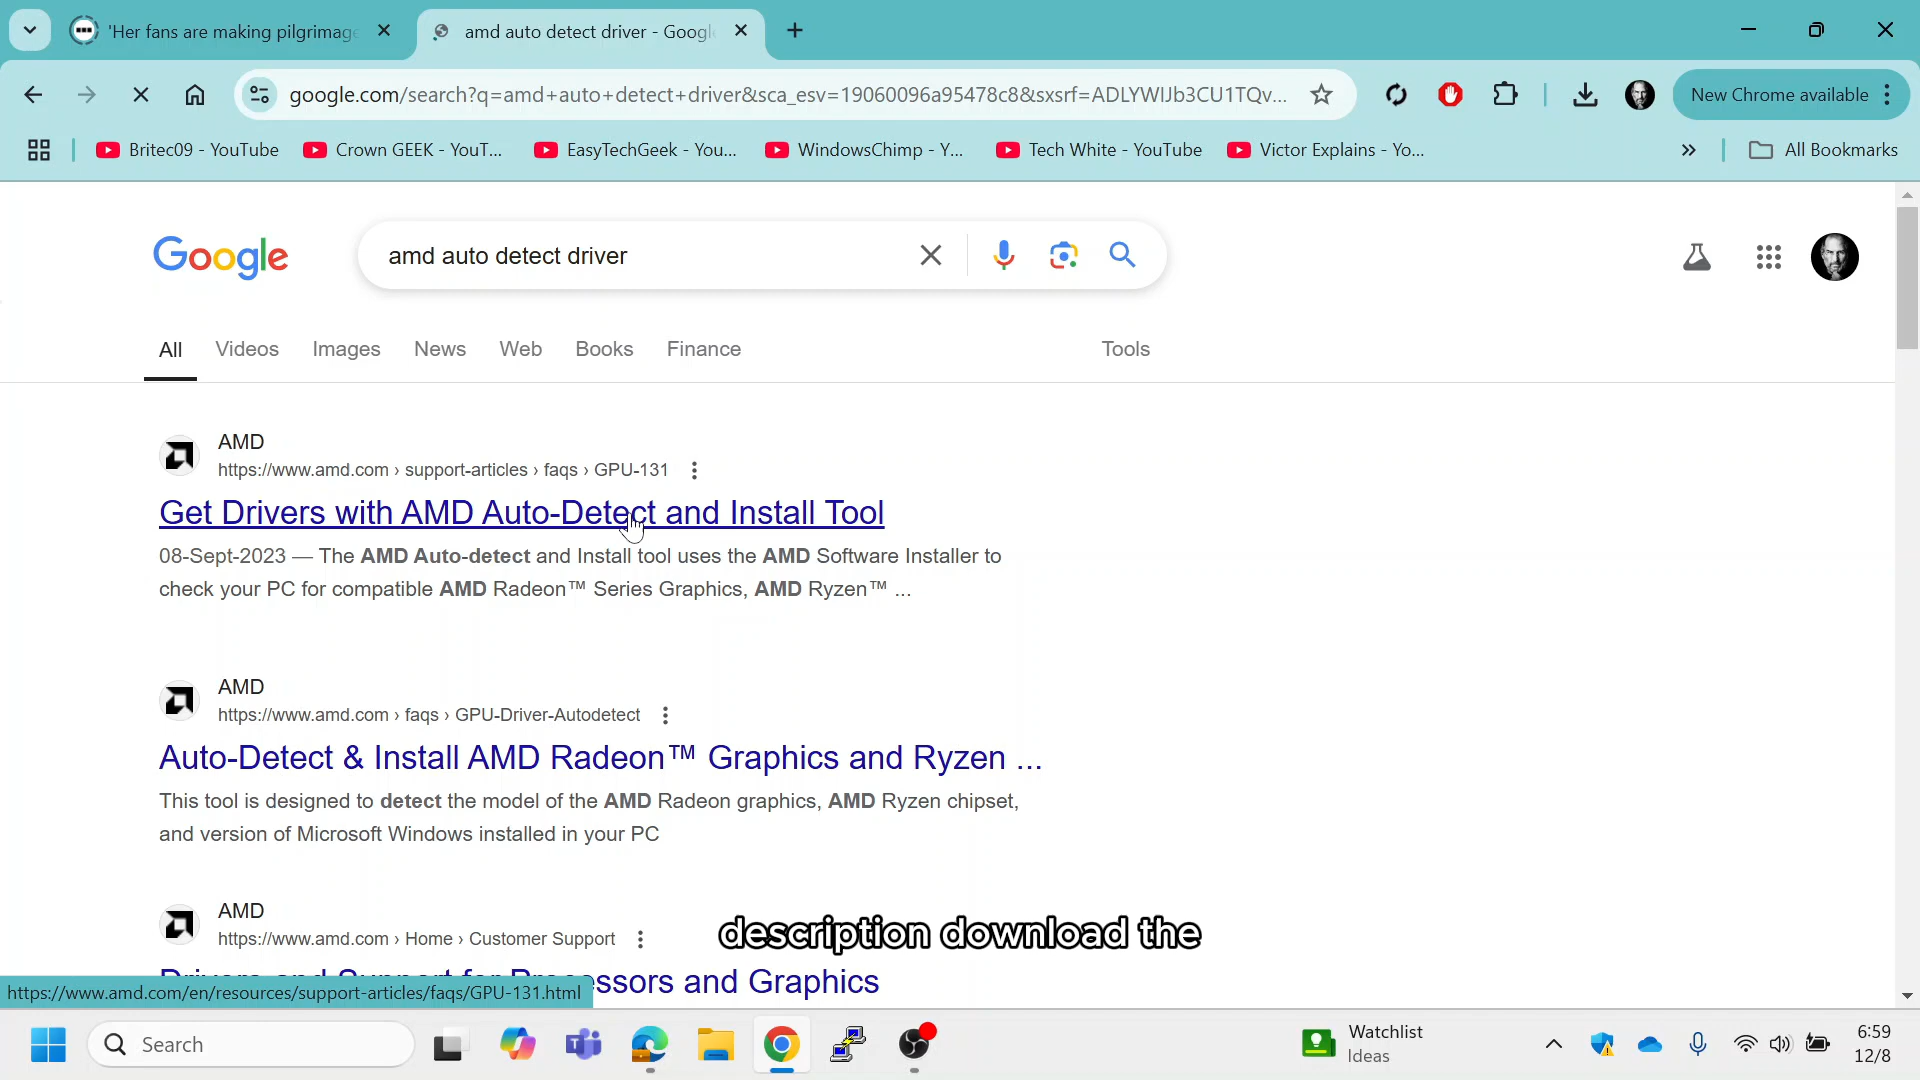 'Her fans are making pilgrimage
amd auto detect driver - Googl
google.com/search?q=amd+auto+detect+driver&sca_esv=19060096a95478c8&sxsrf=ADLYWIJb3CU1TQv...
New Chrome available
Britec09 - YouTube
Crown GEEK - YouT...
EasyTechGeek - You...
WindowsChimp - Y...
Tech White - YouTube
Victor Explains - Yo...
All Bookmarks
Google
amd auto detect driver
All
Videos
Images
News
Web
Books
Finance
Tools
AMD
https://www.amd.com › support-articles › faqs › GPU-131
Get Drivers with AMD Auto-Detect and Install Tool
08-Sept-2023 — The AMD Auto-detect and Install tool uses the AMD Software Installer to
check your PC for compatible AMD Radeon™ Series Graphics, AMD Ryzen™ ...
AMD
https://www.amd.com › faqs › GPU-Driver-Autodetect
Auto-Detect & Install AMD Radeon™ Graphics and Ryzen ...
This tool is designed to detect the model of the AMD Radeon graphics, AMD Ryzen chipset,
and version of Microsoft Windows installed in your PC
AMD
https://www.amd.com › Home › Customer Support
description download the
Drivers and Support for Processors and Graphics
https://www.amd.com/en/resources/support-articles/faqs/GPU-131.html
Search
Watchlist
Ideas
6:59
12/8